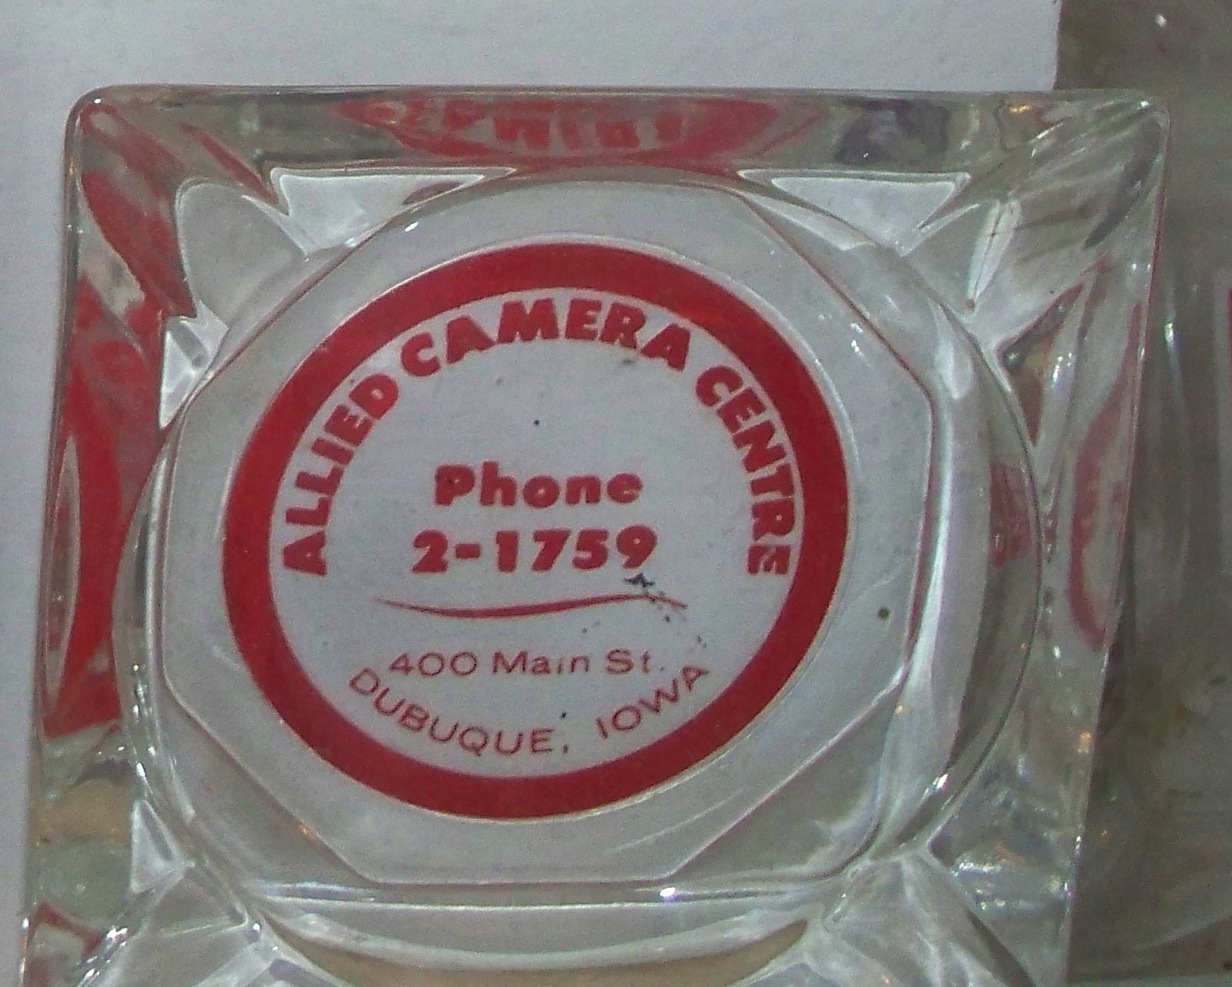 ALLIED CAMERA CENTRE
Phone
2-1759
400 Main St.
DUBUQUE, IOWA